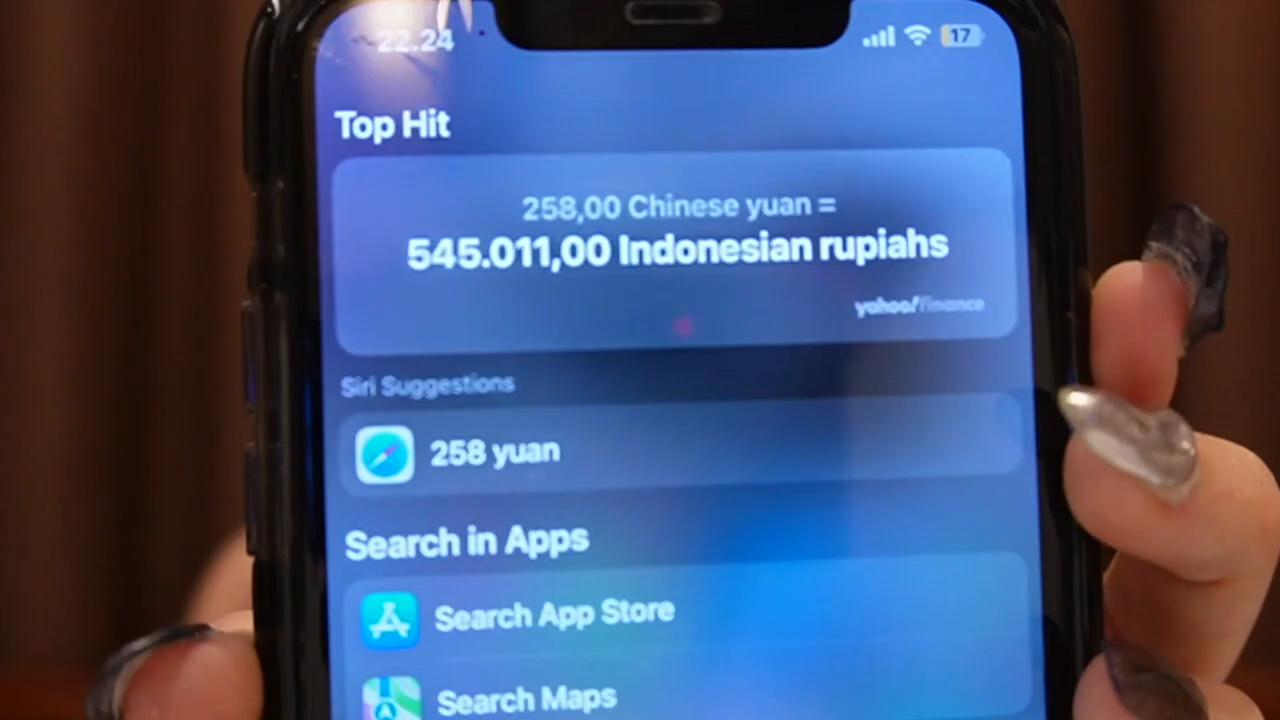 22.24
17
Top Hit
258,00 Chinese yuan =
545.011,00 Indonesian rupiahs
yahoo!finance
Siri Suggestions
258 yuan
Search in Apps
Search App Store
Search Maps